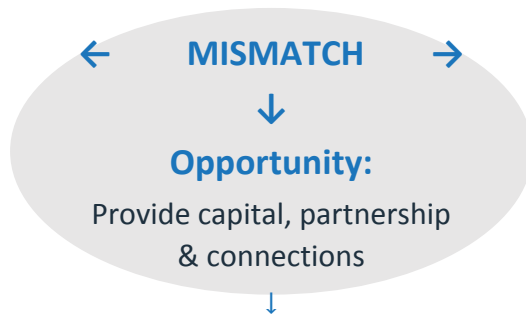 ← MISMATCH →
↓
Opportunity:
Provide capital, partnership
& connections
↓